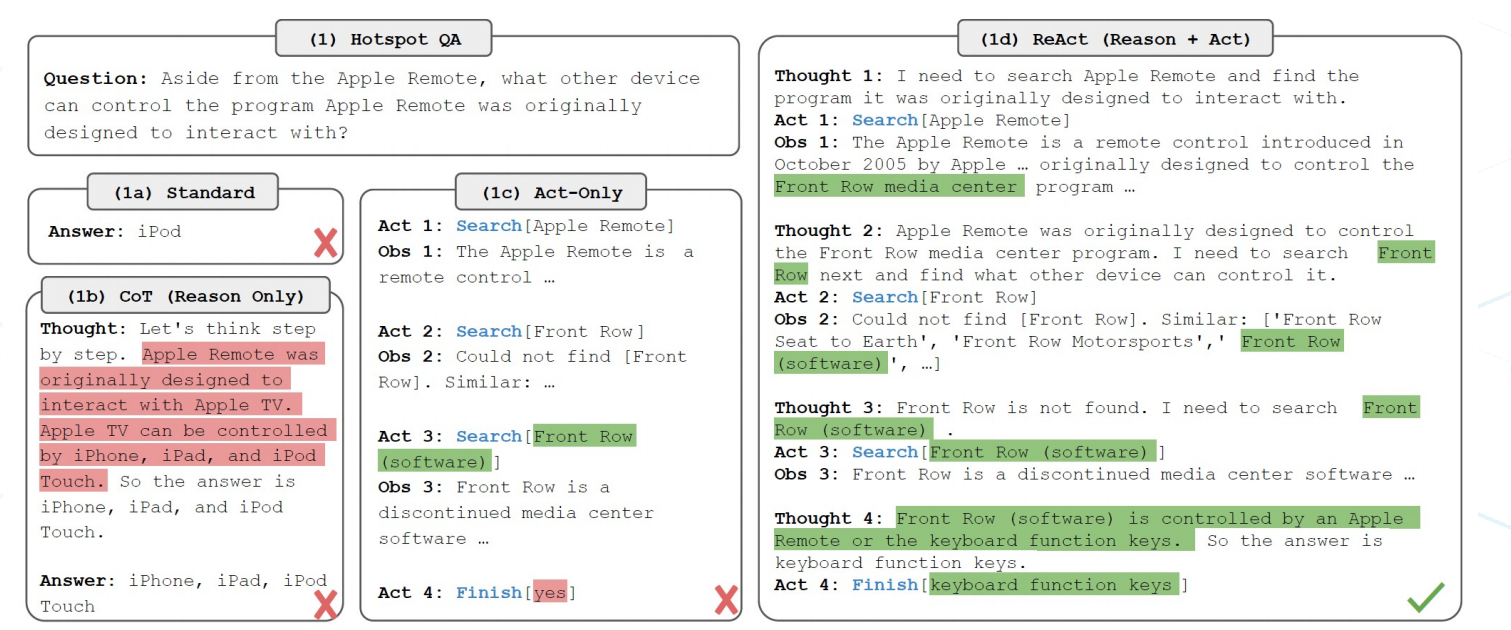 (1) Hotspot QA
Question: Aside from the Apple Remote, what other device
can control the program Apple Remote was originally
designed to interact with?
(1a) Standard
Answer: iPod
(1b) CoT (Reason Only)
Thought: Let's think step
by step. Apple Remote was
originally designed to
interact with Apple TV.
Apple TV can be controlled
by iPhone, iPad, and iPod
Touch. So the answer is
iPhone, iPad, and iPod
Touch.
Answer: iPhone, iPad, iPod
Touch
(1c) Act-Only
Act 1: Search[Apple Remote]
Obs 1: The Apple Remote is a
remote control …
Act 2: Search[Front Row]
Obs 2: Could not find [Front
Row]. Similar: …
Act 3: Search[Front Row
(software)]
Obs 3: Front Row is a
discontinued media center
software …
Act 4: Finish[yes]
(1d) ReAct (Reason + Act)
Thought 1: I need to search Apple Remote and find the
program it was originally designed to interact with.
Act 1: Search[Apple Remote]
Obs 1: The Apple Remote is a remote control introduced in
October 2005 by Apple … originally designed to control the
Front Row media center program …
Thought 2: Apple Remote was originally designed to control
the Front Row media center program. I need to search Front
Row next and find what other device can control it.
Act 2: Search[Front Row]
Obs 2: Could not find [Front Row]. Similar: ['Front Row
Seat to Earth', 'Front Row Motorsports',' Front Row
(software)', …]
Thought 3: Front Row is not found. I need to search Front
Row (software) .
Act 3: Search[Front Row (software)]
Obs 3: Front Row is a discontinued media center software …
Thought 4: Front Row (software) is controlled by an Apple
Remote or the keyboard function keys. So the answer is
keyboard function keys.
Act 4: Finish[keyboard function keys]